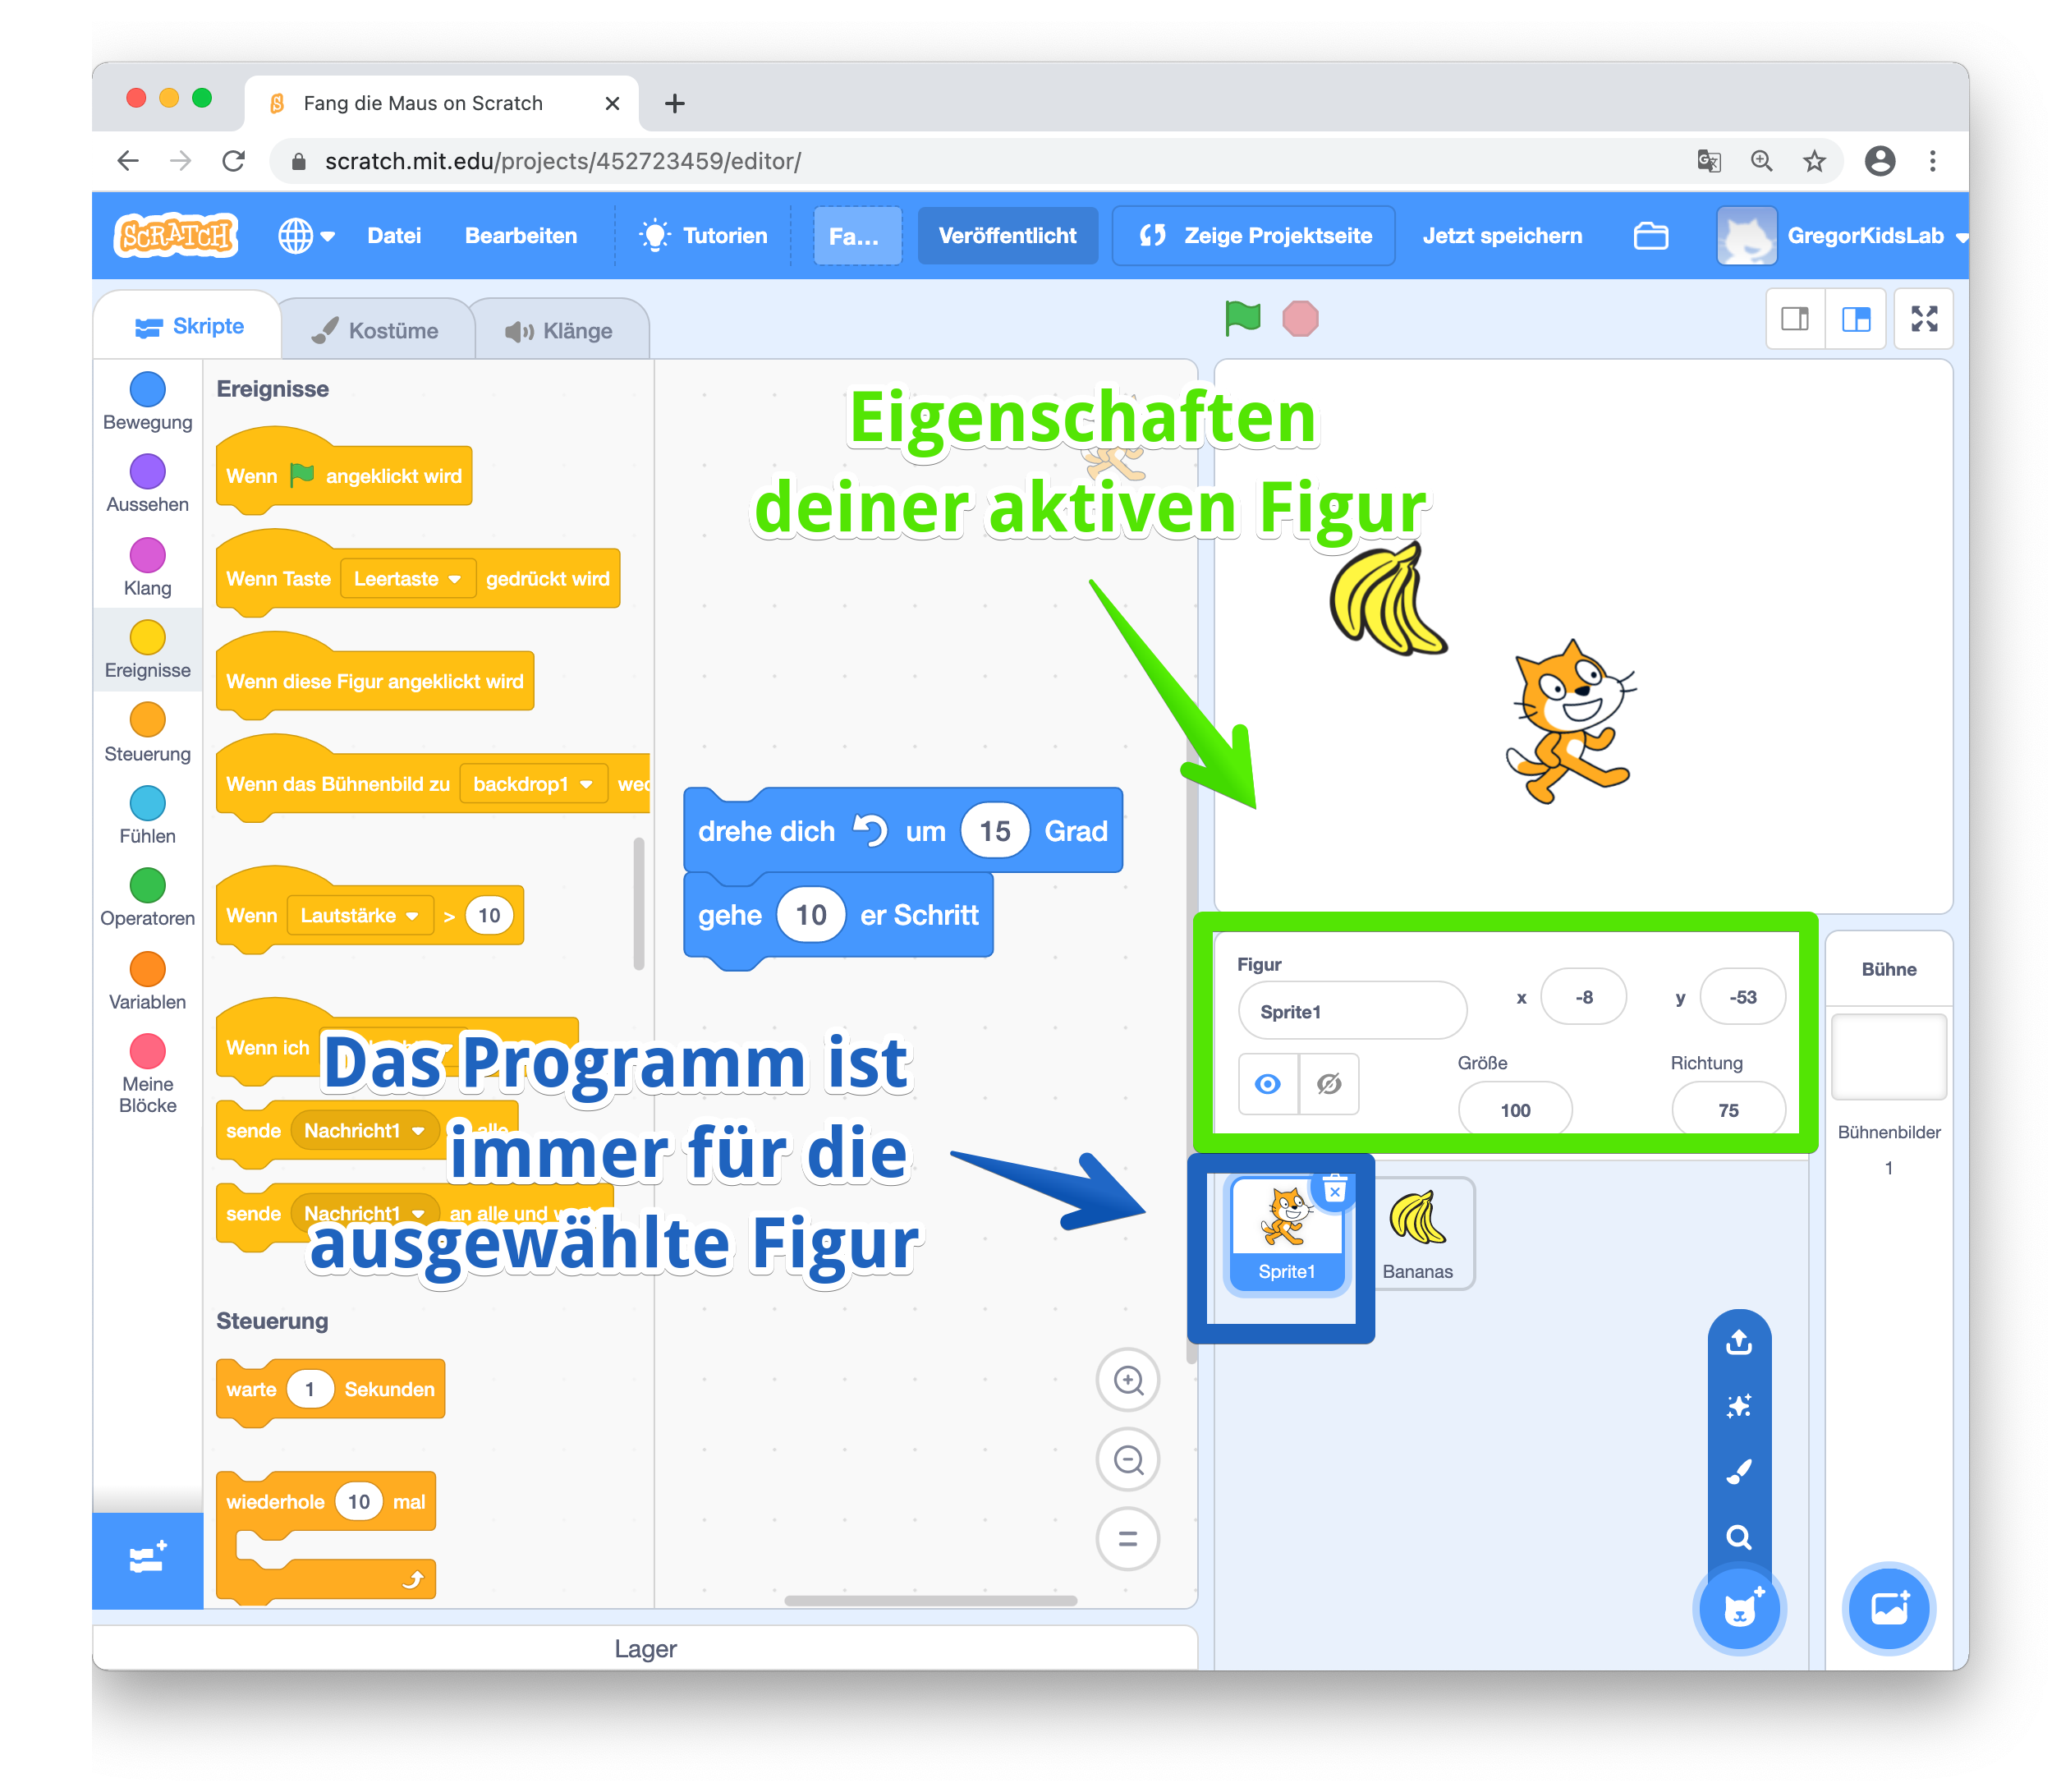 Fang die Maus on Scratch
scratch.mit.edu/projects/452723459/editor/
SCRATCH
Datei
Bearbeiten
Tutorien
Fa...
Veröffentlicht
Zeige Projektseite
Jetzt speichern
GregorKidsLab
Skripte
Kostüme
Klänge
Bewegung
Aussehen
Klang
Ereignisse
Steuerung
Fühlen
Operatoren
Variablen
Meine
Blöcke
Ereignisse
Wenn angeklickt wird
Wenn Taste Leertaste gedrückt wird
Wenn diese Figur angeklickt wird
Wenn das Bühnenbild zu backdrop1 wec
Wenn Lautstärke > 10
Wenn ich
sende Nachricht1 alle
sende Nachricht1 an alle und
Steuerung
warte 1 Sekunden
wiederhole 10 mal
drehe dich um 15 Grad
gehe 10 er Schritt
Eigenschaften
deiner aktiven Figur
Das Programm ist
immer für die
ausgewählte Figur
Figur
Sprite1
x -8
y -53
Größe
100
Richtung
75
Sprite1
Bananas
Bühne
Bühnenbilder
1
Lager